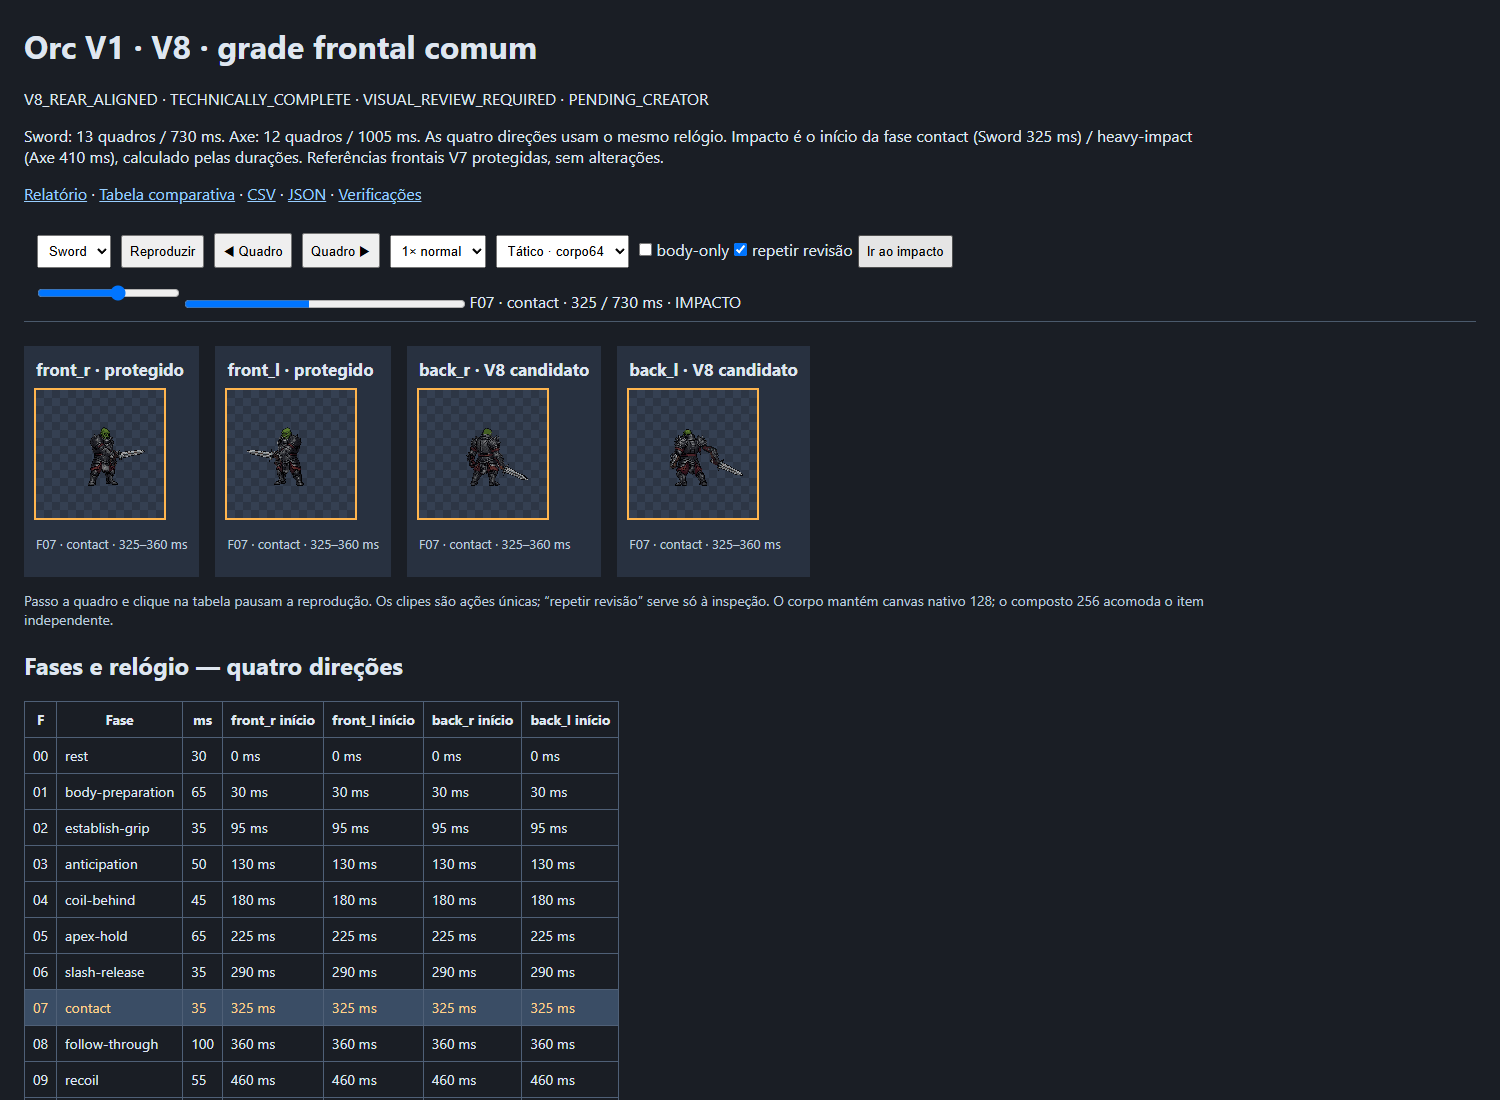 Orc V1 · V8 · grade frontal comum
V8_REAR_ALIGNED · TECHNICALLY_COMPLETE · VISUAL_REVIEW_REQUIRED · PENDING_CREATOR
Sword: 13 quadros / 730 ms. Axe: 12 quadros / 1005 ms. As quatro direções usam o mesmo relógio. Impacto é o início da fase contact (Sword 325 ms) / heavy-impact
(Axe 410 ms), calculado pelas durações. Referências frontais V7 protegidas, sem alterações.
Relatório · Tabela comparativa · CSV · JSON · Verificações
Sword Reproduzir ◀ Quadro Quadro ▶ 1× normal Tático · corpo64 body-only repetir revisão Ir ao impacto
F07 · contact · 325 / 730 ms · IMPACTO
front_r · protegido front_l · protegido back_r · V8 candidato back_l · V8 candidato
F07 · contact · 325–360 ms F07 · contact · 325–360 ms F07 · contact · 325–360 ms F07 · contact · 325–360 ms
Passo a quadro e clique na tabela pausam a reprodução. Os clipes são ações únicas; “repetir revisão” serve só à inspeção. O corpo mantém canvas nativo 128; o composto 256 acomoda o item
independente.
Fases e relógio — quatro direções
F Fase ms front_r início front_l início back_r início back_l início
00 rest 30 0 ms 0 ms 0 ms 0 ms
01 body-preparation 65 30 ms 30 ms 30 ms 30 ms
02 establish-grip 35 95 ms 95 ms 95 ms 95 ms
03 anticipation 50 130 ms 130 ms 130 ms 130 ms
04 coil-behind 45 180 ms 180 ms 180 ms 180 ms
05 apex-hold 65 225 ms 225 ms 225 ms 225 ms
06 slash-release 35 290 ms 290 ms 290 ms 290 ms
07 contact 35 325 ms 325 ms 325 ms 325 ms
08 follow-through 100 360 ms 360 ms 360 ms 360 ms
09 recoil 55 460 ms 460 ms 460 ms 460 ms